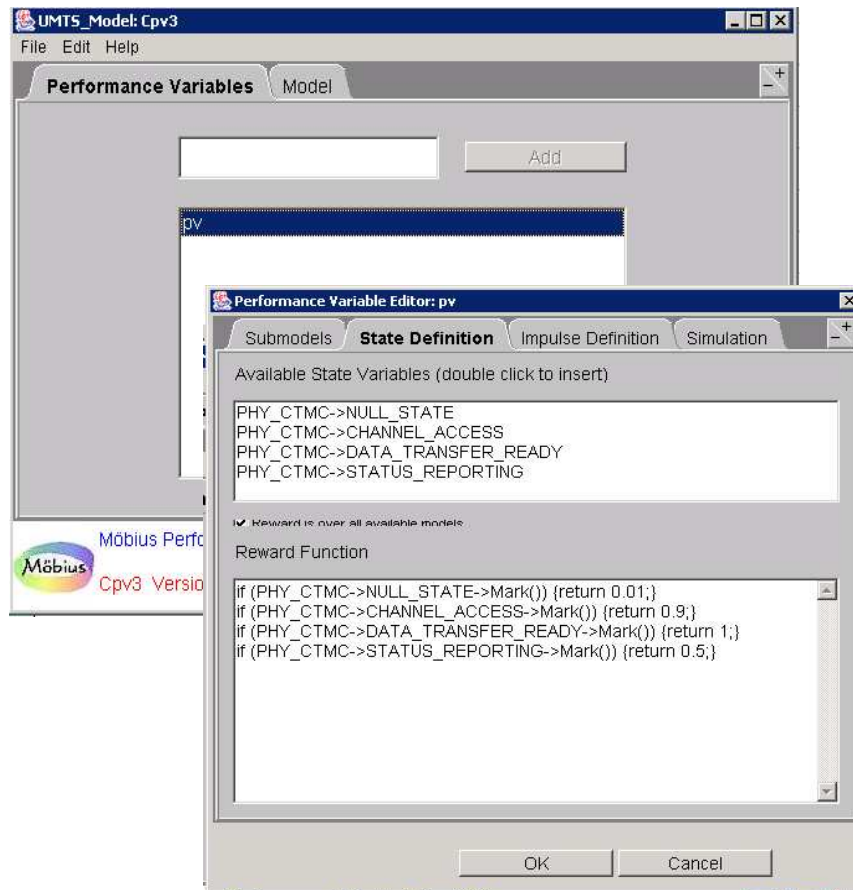 UMTS_Model: Cpv3
File Edit Help
Performance Variables Model
Add
pv
Performance Variable Editor: pv
Submodels State Definition Impulse Definition Simulation
Available State Variables (double click to insert)
PHY_CTMC->NULL_STATE
PHY_CTMC->CHANNEL_ACCESS
PHY_CTMC->DATA_TRANSFER_READY
PHY_CTMC->STATUS_REPORTING
Reward is over all available models
Reward Function
if (PHY_CTMC->NULL_STATE->Mark()) {return 0.01;}
if (PHY_CTMC->CHANNEL_ACCESS->Mark()) {return 0.9;}
if (PHY_CTMC->DATA_TRANSFER_READY->Mark()) {return 1;}
if (PHY_CTMC->STATUS_REPORTING->Mark()) {return 0.5;}
OK Cancel
Möbius
Möbius Perfo
Cpv3 Versio